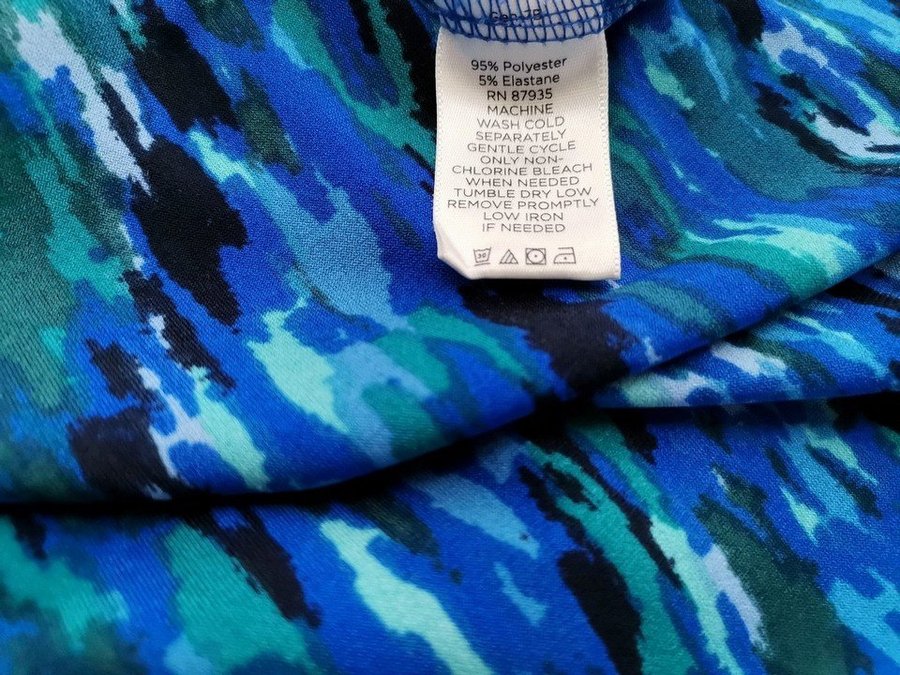 95% Polyester
5% Elastane
RN 87935
MACHINE
WASH COLD
SEPARATELY
GENTLE CYCLE
ONLY NON-
CHLORINE BLEACH
WHEN NEEDED
TUMBLE DRY LOW
REMOVE PROMPTLY
LOW IRON
IF NEEDED
30